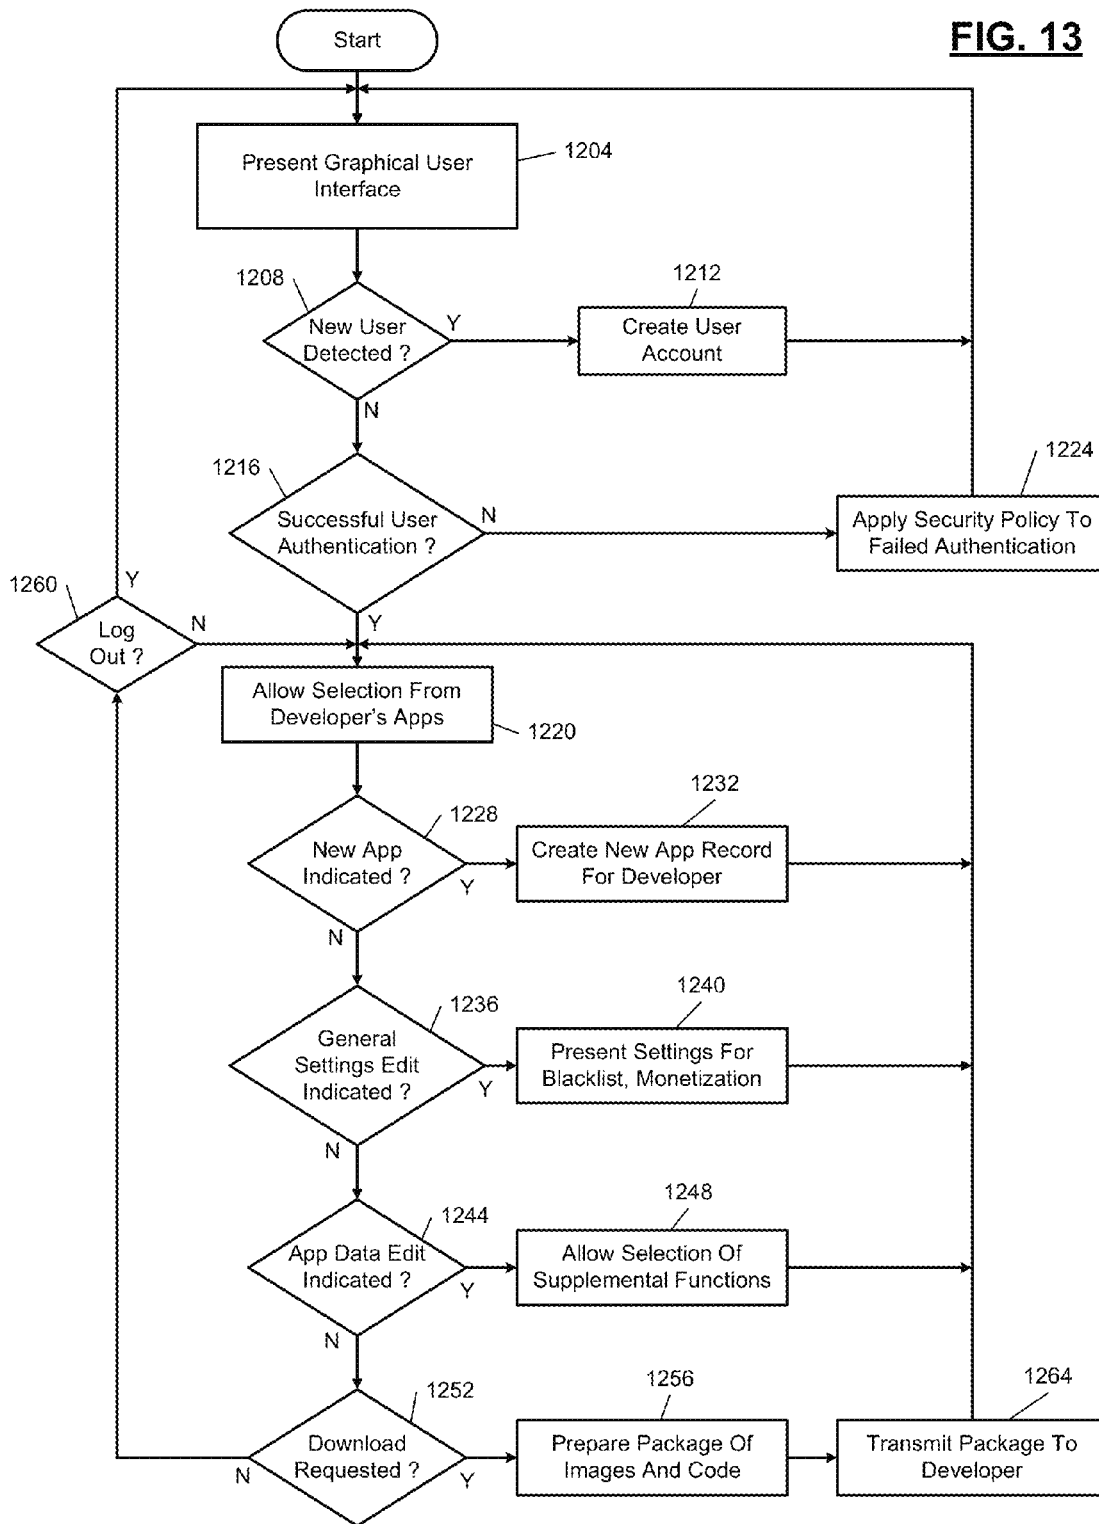 Start
FIG. 13
Present Graphical User
Interface
1204
1208
New User
Detected ?
Y
N
1212
Create User
Account
1216
Successful User
Authentication ?
N
Y
1224
Apply Security Policy To
Failed Authentication
1260
Log
Out ?
Y
N
Allow Selection From
Developer's Apps
1220
1228
New App
Indicated ?
Y
N
1232
Create New App Record
For Developer
1236
General
Settings Edit
Indicated ?
Y
N
1240
Present Settings For
Blacklist, Monetization
1244
App Data Edit
Indicated ?
Y
N
1248
Allow Selection Of
Supplemental Functions
1252
Download
Requested ?
N
Y
1256
Prepare Package Of
Images And Code
1264
Transmit Package To
Developer